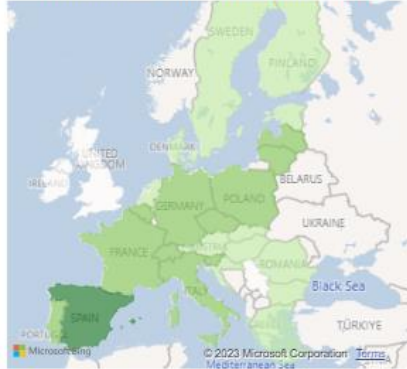 SWEDEN
FINLAND
NORWAY
DENMARK
UNITED
KINGDOM
IRELAND
BELARUS
GERMANY
POLAND
UKRAINE
FRANCE
AUSTRIA
ROMANIA
ITALY
Black Sea
SPAIN
PORTUGAL
TÜRKIYE
Microsoft Bing
© 2023 Microsoft Corporation Terms
Mediterranean Sea